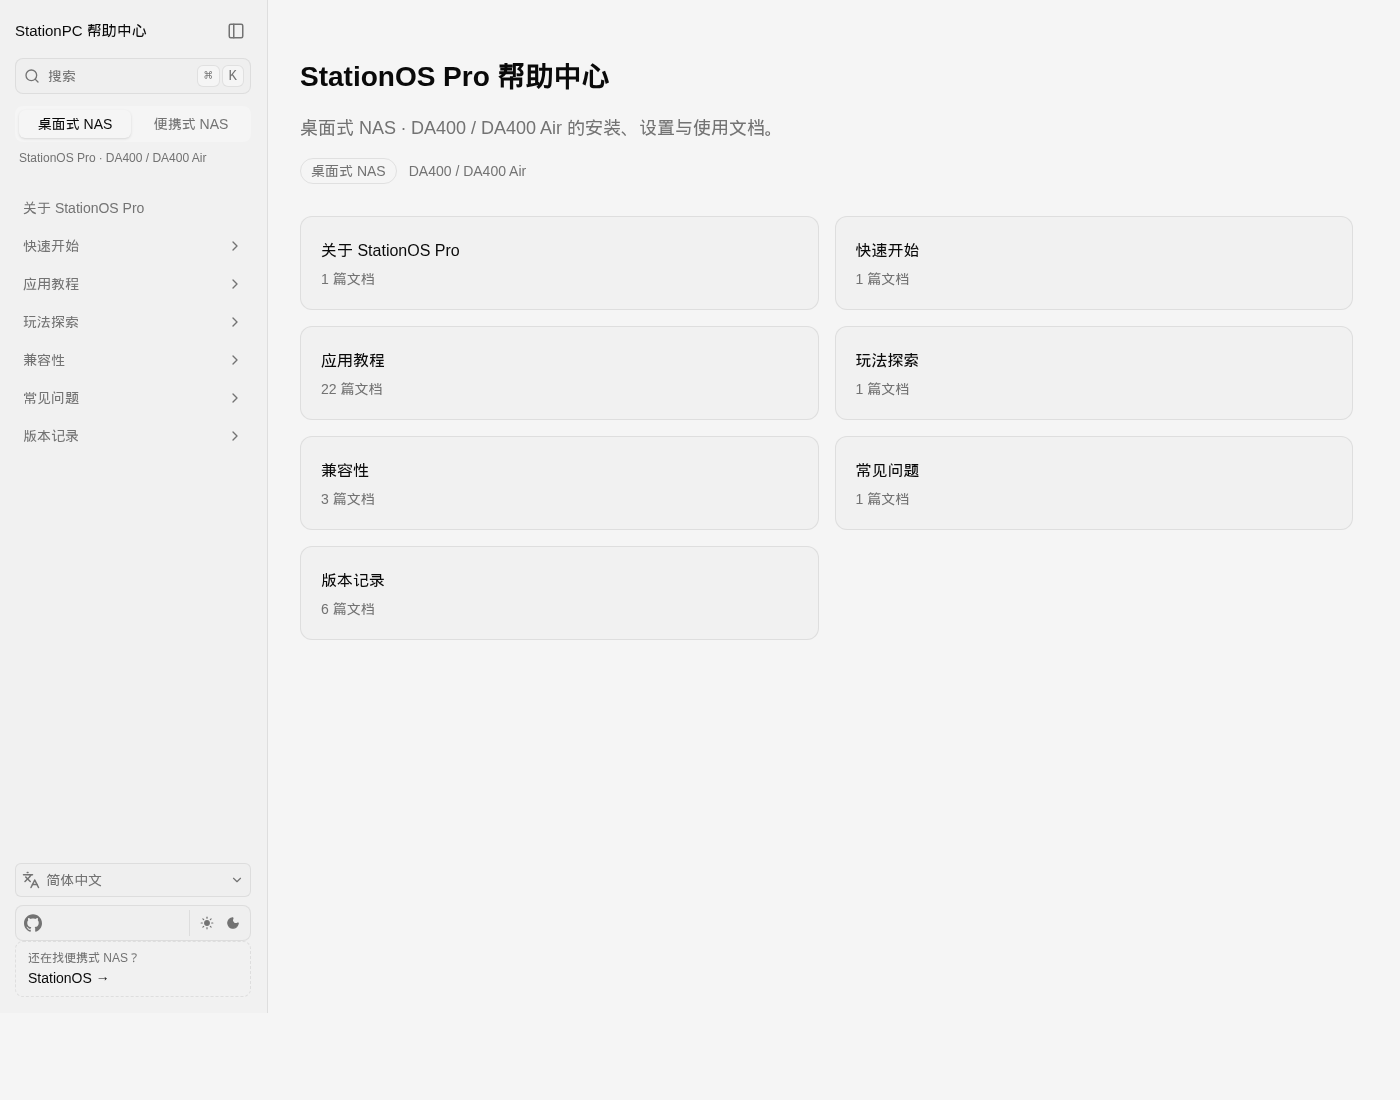 StationPC 帮助中心
搜索 ⌘ K
桌面式 NAS 便携式 NAS
StationOS Pro · DA400 / DA400 Air
关于 StationOS Pro
快速开始
应用教程
玩法探索
兼容性
常见问题
版本记录
简体中文
还在找便携式 NAS？
StationOS →
StationOS Pro 帮助中心
桌面式 NAS · DA400 / DA400 Air 的安装、设置与使用文档。
桌面式 NAS DA400 / DA400 Air
关于 StationOS Pro
1 篇文档
快速开始
1 篇文档
应用教程
22 篇文档
玩法探索
1 篇文档
兼容性
3 篇文档
常见问题
1 篇文档
版本记录
6 篇文档